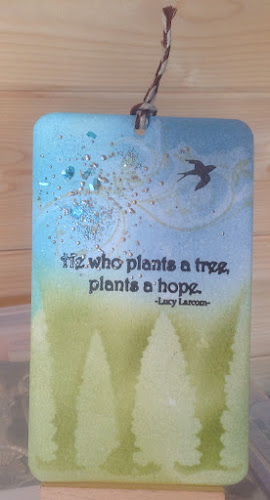 He who plants a tree,
plants a hope.
-Lucy Larcom-